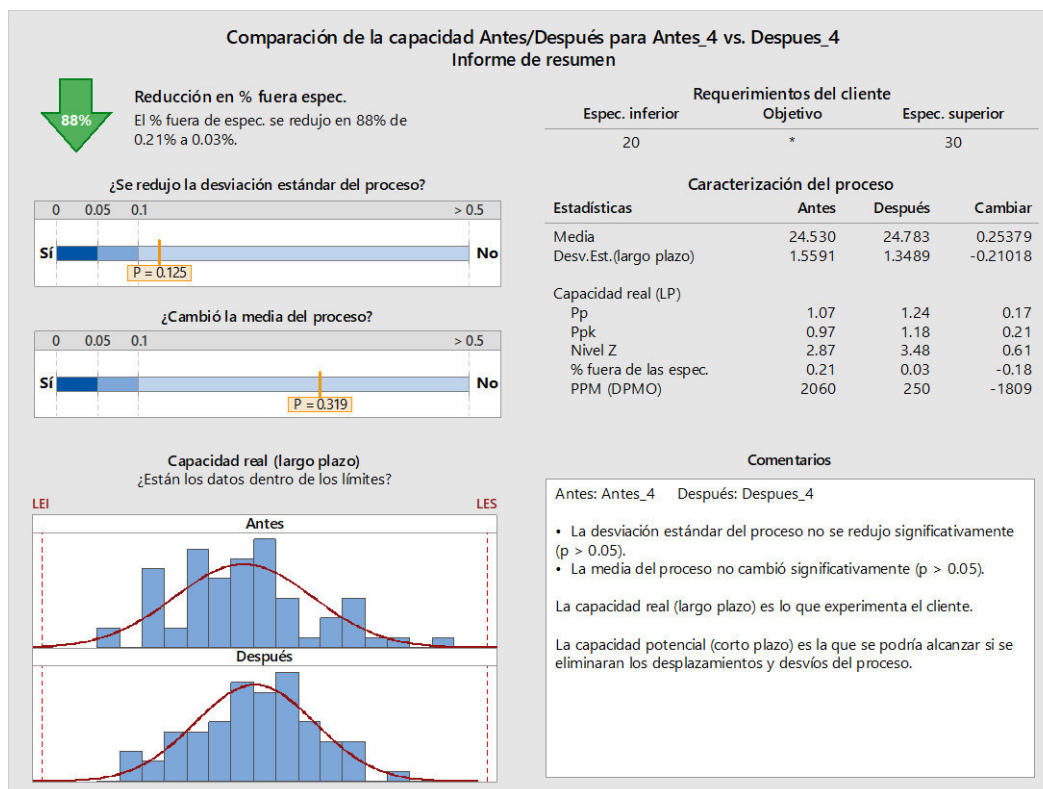 Comparación de la capacidad Antes/Después para Antes_4 vs. Despues_4
Informe de resumen
88%
Reducción en % fuera espec.
El % fuera de espec. se redujo en 88% de
0.21% a 0.03%.
Requerimientos del cliente
Espec. inferior Objetivo Espec. superior
20 * 30
¿Se redujo la desviación estándar del proceso?
0 0.05 0.1 > 0.5
Sí No
P = 0.125
¿Cambió la media del proceso?
0 0.05 0.1 > 0.5
Sí No
P = 0.319
Caracterización del proceso
Estadísticas Antes Después Cambiar
Media 24.530 24.783 0.25379
Desv.Est.(largo plazo) 1.5591 1.3489 -0.21018
Capacidad real (LP)
Pp 1.07 1.24 0.17
Ppk 0.97 1.18 0.21
Nivel Z 2.87 3.48 0.61
% fuera de las espec. 0.21 0.03 -0.18
PPM (DPMO) 2060 250 -1809
Capacidad real (largo plazo)
¿Están los datos dentro de los límites?
LEI LES
Antes
Después
Comentarios
Antes: Antes_4 Después: Despues_4
• La desviación estándar del proceso no se redujo significativamente
(p > 0.05).
• La media del proceso no cambió significativamente (p > 0.05).
La capacidad real (largo plazo) es lo que experimenta el cliente.
La capacidad potencial (corto plazo) es la que se podría alcanzar si se
eliminaran los desplazamientos y desvíos del proceso.